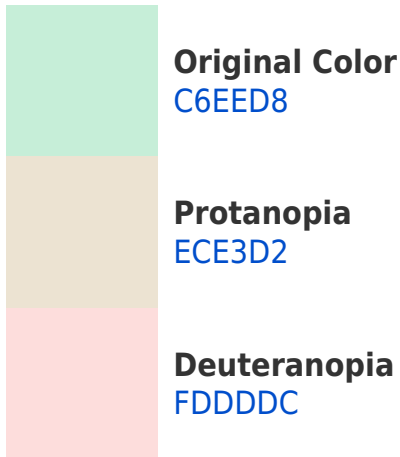 Original Color
C6EED8
Protanopia
ECE3D2
Deuteranopia
FDDDDC